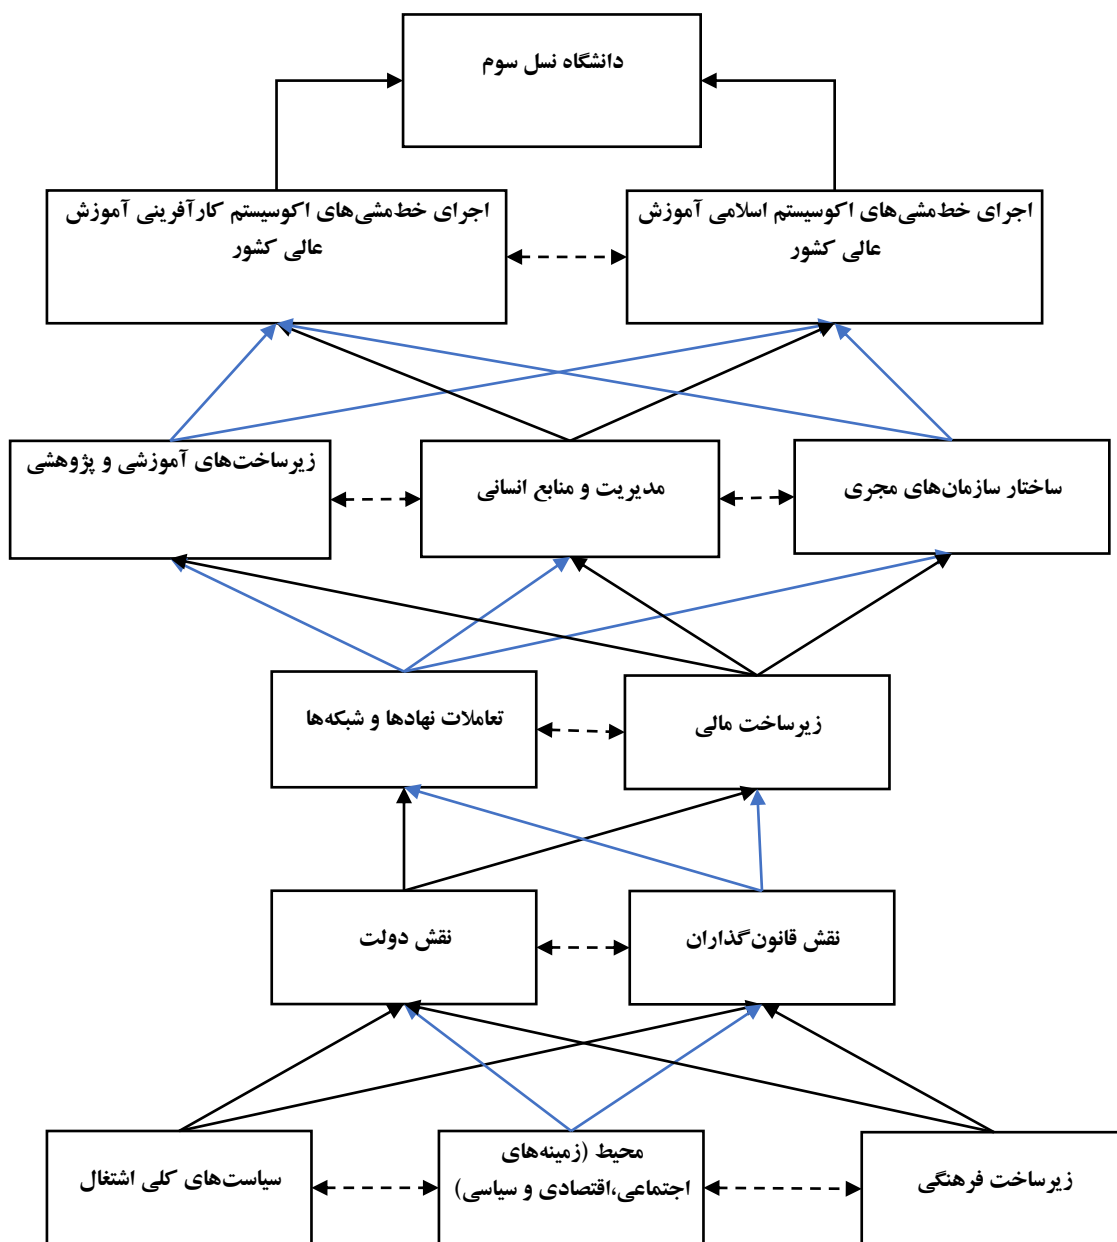 دانشگاه نسل سوم
اجرای خط‌مشی‌های اکوسیستم اسلامی آموزش
عالی کشور
اجرای خط‌مشی‌های اکوسیستم کارآفرینی آموزش
عالی کشور
ساختار سازمان‌های مجری
مدیریت و منابع انسانی
زیرساخت‌های آموزشی و پژوهشی
زیرساخت مالی
تعاملات نهادها و شبکه‌ها
نقش قانون‌گذاران
نقش دولت
زیرساخت فرهنگی
محیط (زمینه‌های
اجتماعی،اقتصادی و سیاسی)
سیاست‌های کلی اشتغال